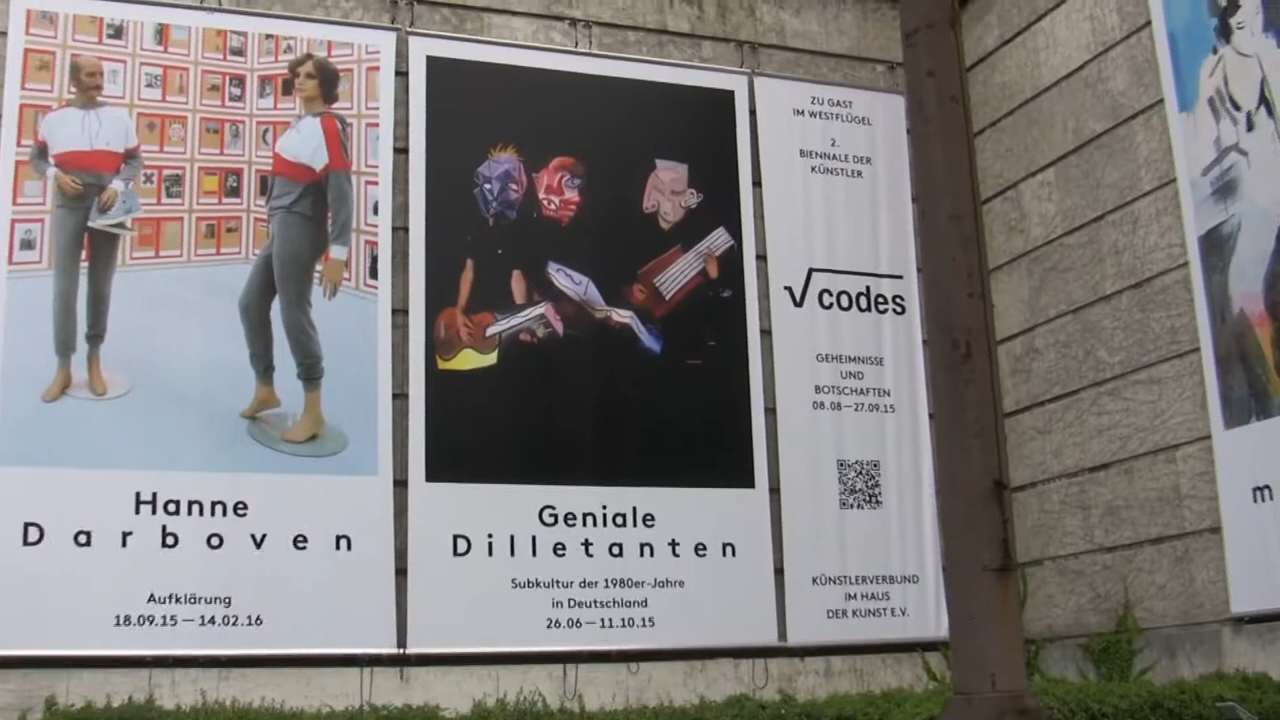 Hanne
Darboven
Aufklärung
18.09.15 — 14.02.16
Geniale
Dilletanten
Subkultur der 1980er-Jahre
in Deutschland
26.06 — 11.10.15
ZU GAST
IM WESTFLÜGEL
2.
BIENNALE DER
KÜNSTLER
√codes
GEHEIMNISSE
UND
BOTSCHAFTEN
08.08 — 27.09.15
KÜNSTLERVERBUND
IM HAUS
DER KUNST E.V.
m